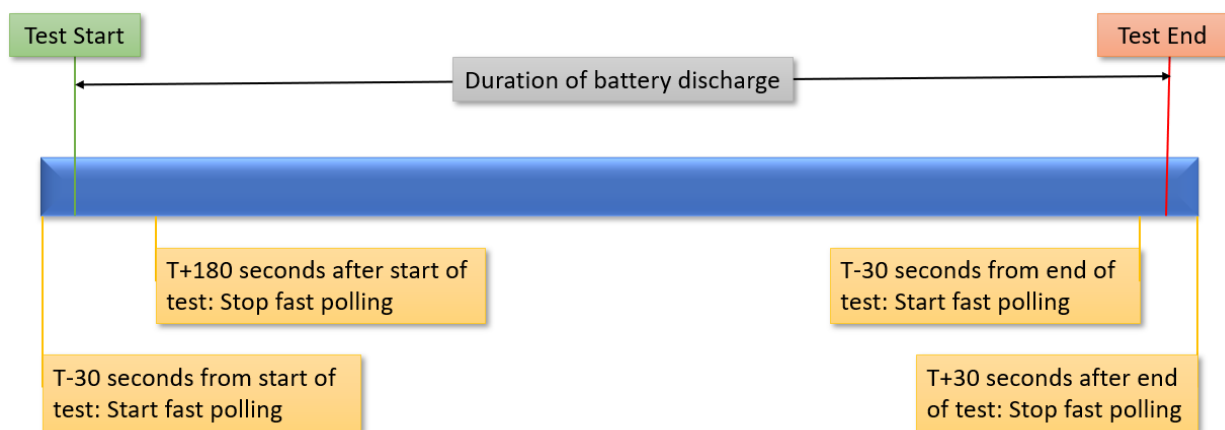 Test Start
Test End
Duration of battery discharge
T+180 seconds after start of
test: Stop fast polling
T-30 seconds from end of
test: Start fast polling
T-30 seconds from start of
test: Start fast polling
T+30 seconds after end
of test: Stop fast polling